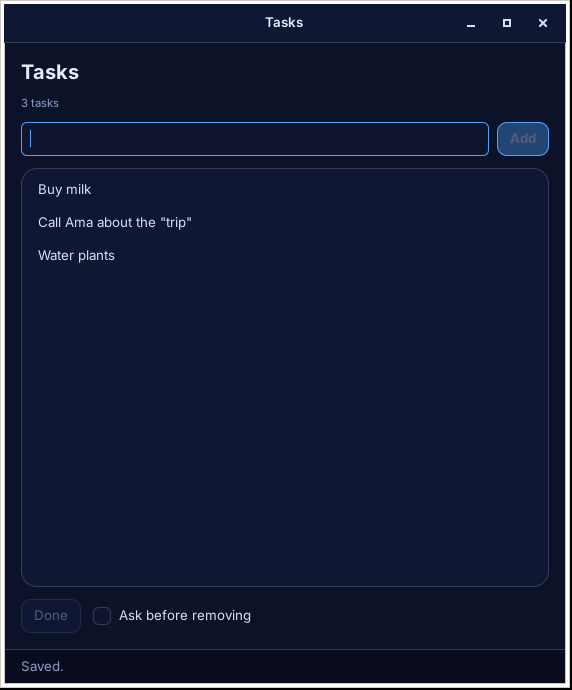 Tasks
Tasks
3 tasks
Add
Buy milk
Call Ama about the "trip"
Water plants
Done
Ask before removing
Saved.